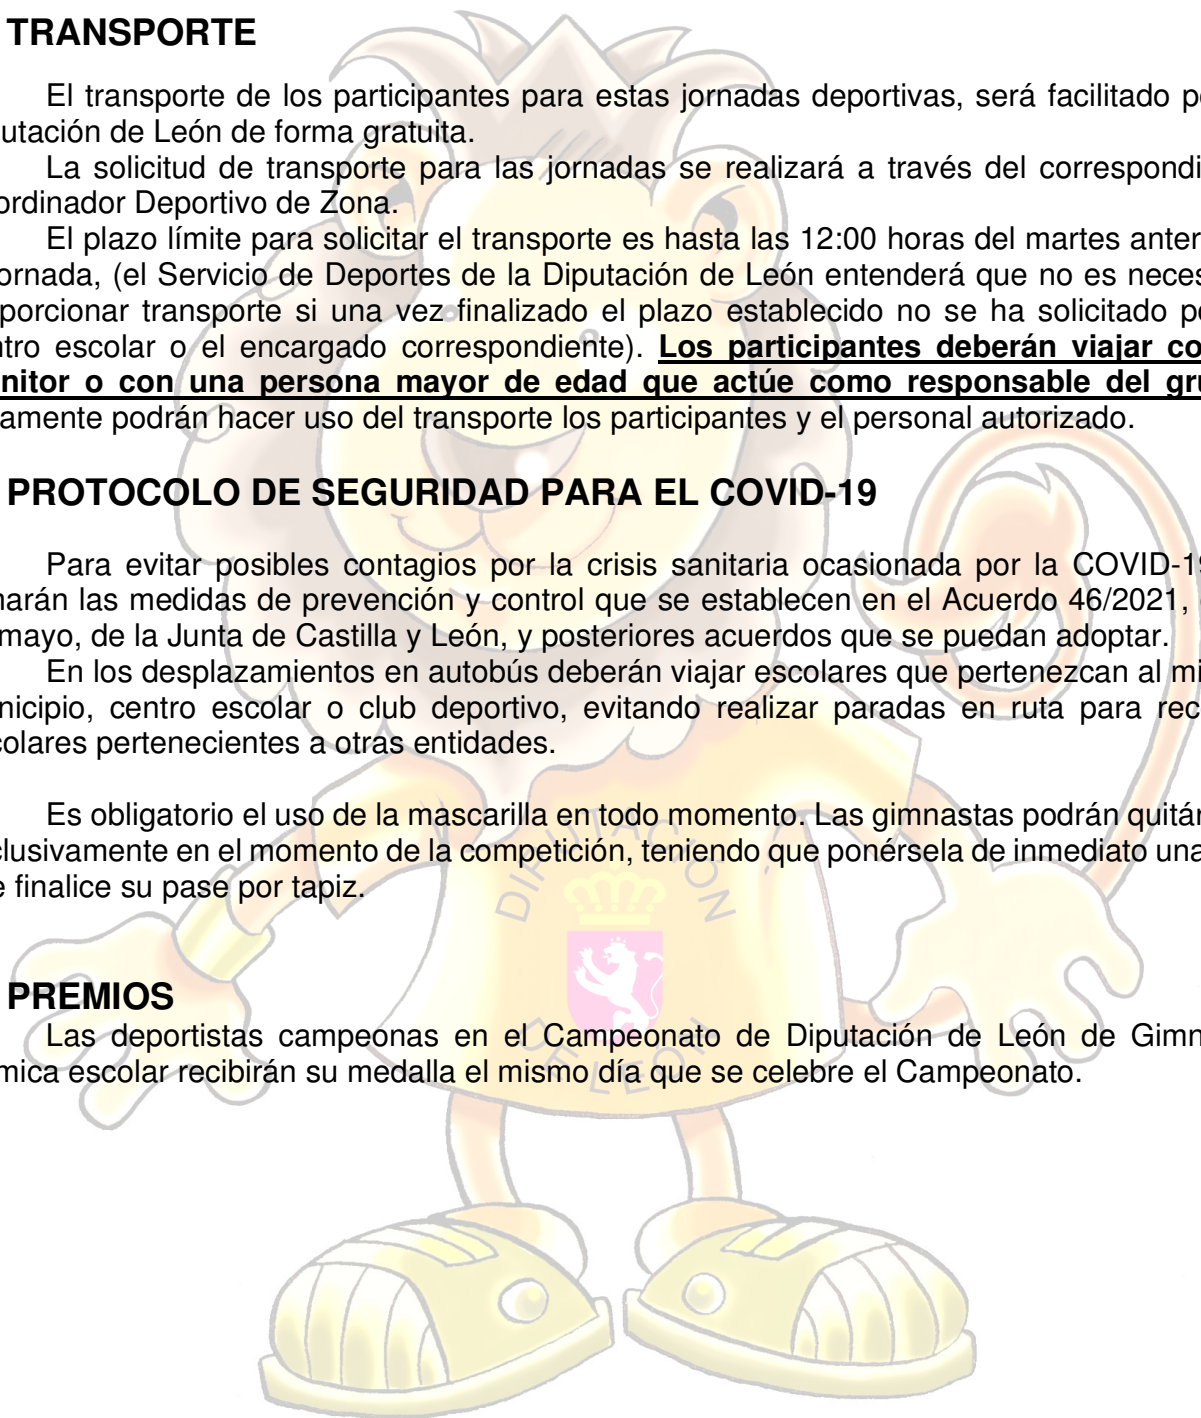 TRANSPORTE
El transporte de los participantes para estas jornadas deportivas, será facilitado
utación de León de forma gratuita.
La solicitud de transporte para las jornadas se realizará a través del correspondi
ordinador Deportivo de Zona.
El plazo límite para solicitar el transporte es hasta las 12:00 horas del martes anter
ornada, (el Servicio de Deportes de la Diputación de León entenderá que no es neces
porcionar transporte si una vez finalizado el plazo establecido no se ha solicitado
ntro escolar o el encargado correspondiente). Los participantes deberán viajar co
nitor o con una persona mayor de edad que actúe como responsable del gru
amente podrán hacer uso del transporte los participantes y el personal autorizado.
PROTOCOLO DE SEGURIDAD PARA EL COVID-19
Para evitar posibles contagios por la crisis sanitaria ocasionada por la COVID-19
marán las medidas de prevención y control que se establecen en el Acuerdo 46/2021,
mayo, de la Junta de Castilla y León, y posteriores acuerdos que se puedan adoptar.
En los desplazamientos en autobús deberán viajar escolares que pertenezcan al mi
nicipio, centro escolar o club deportivo, evitando realizar paradas en ruta para rec
colares pertenecientes a otras entidades.
Es obligatorio el uso de la mascarilla en todo momento. Las gimnastas podrán quitár
clusivamente en el momento de la competición, teniendo que ponérsela de inmediato una
e finalice su pase por tapiz.
DIPUTACIÓN
DE LEÓN
PREMIOS
Las deportistas campeonas en el Campeonato de Diputación de León de Gimn
mica escolar recibirán su medalla el mismo día que se celebre el Campeonato.